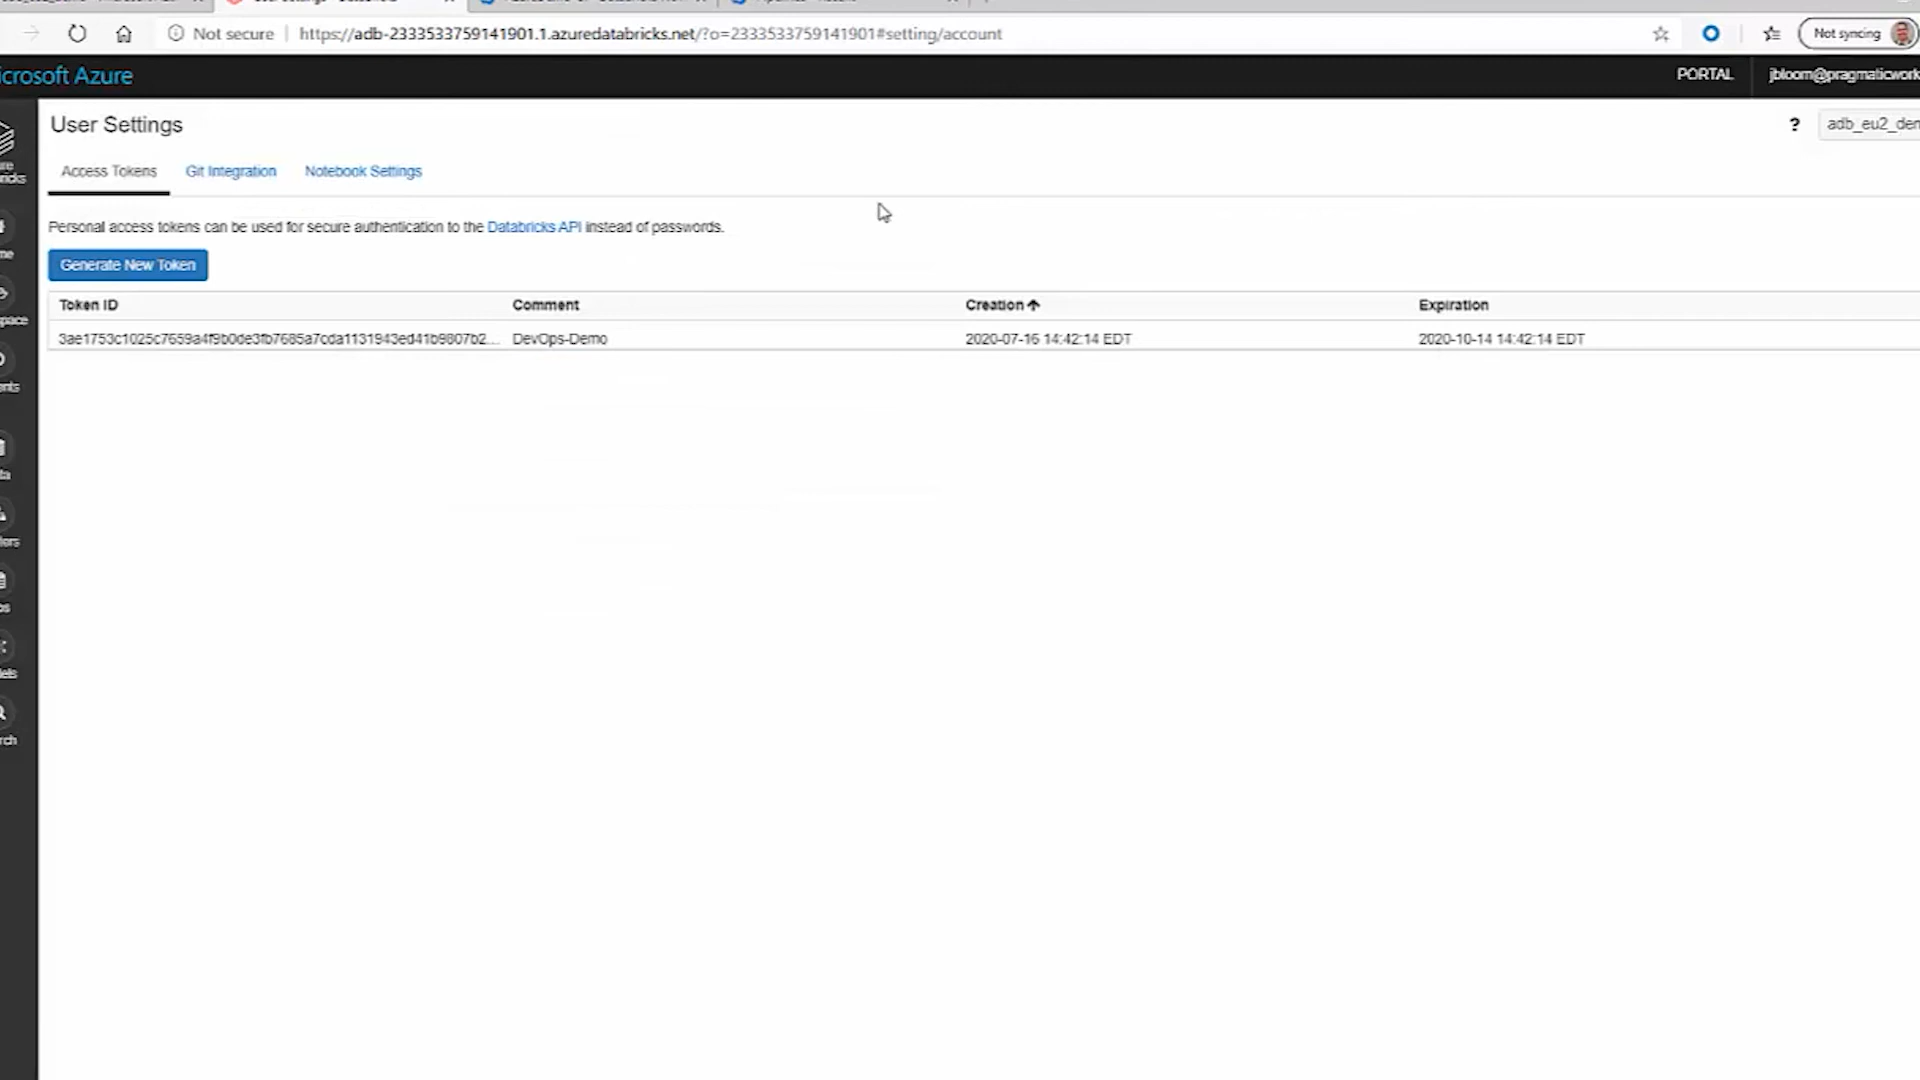 Not secure https://adb-2333533759141901.1.azuredatabricks.net/?o=2333533759141901#setting/account Not syncing
crosoft Azure PORTAL jbloom@pragmaticwork
User Settings ? adb_eu2_den
Access Tokens Git Integration Notebook Settings
Personal access tokens can be used for secure authentication to the Databricks API instead of passwords.
Generate New Token
Token ID Comment Creation Expiration
3ae1753c1025c7659a4f9b0de3fb7685a7cda1131943ed41b9807b2... DevOps-Demo 2020-07-16 14:42:14 EDT 2020-10-14 14:42:14 EDT